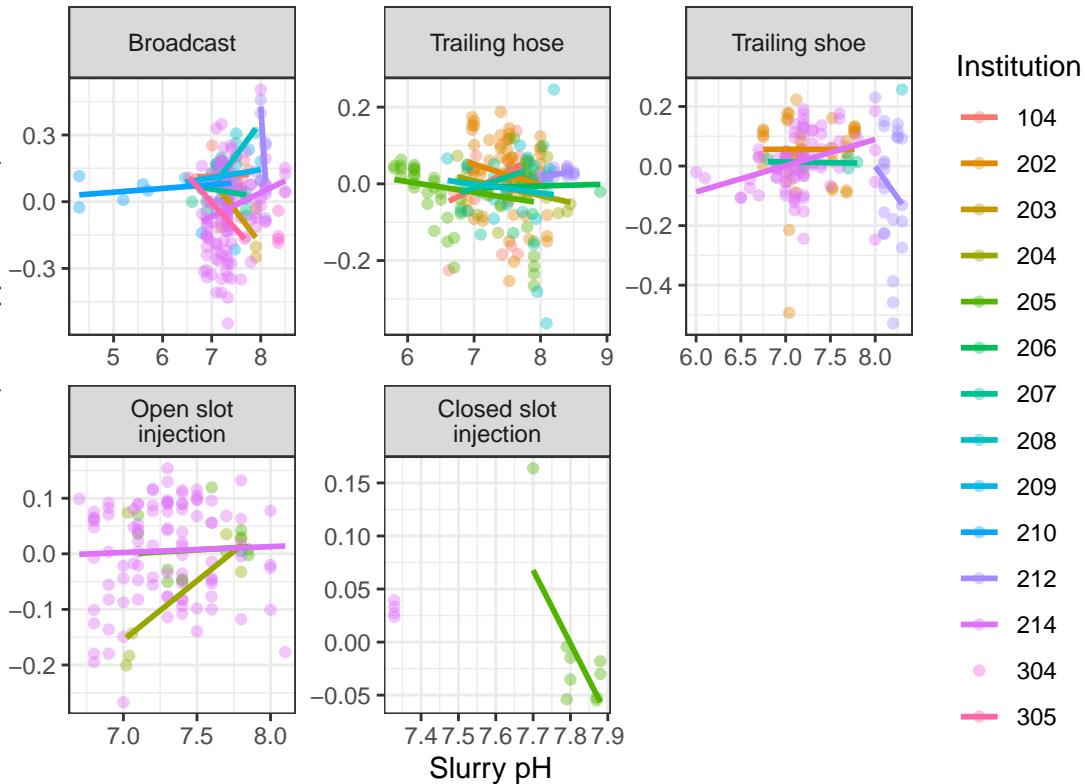 Broadcast
Trailing hose
Trailing shoe
0.3
0.0
−0.3
5 6 7 8
0.2
0.0
−0.2
6 7 8 9
0.2
0.0
−0.2
−0.4
6.0 6.5 7.0 7.5 8.0
Open slot
injection
Closed slot
injection
0.1
0.0
−0.1
−0.2
7.0 7.5 8.0
0.15
0.10
0.05
0.00
−0.05
7.4 7.5 7.6 7.7 7.8 7.9
Slurry pH
Institution
104
202
203
204
205
206
207
208
209
210
212
214
304
305